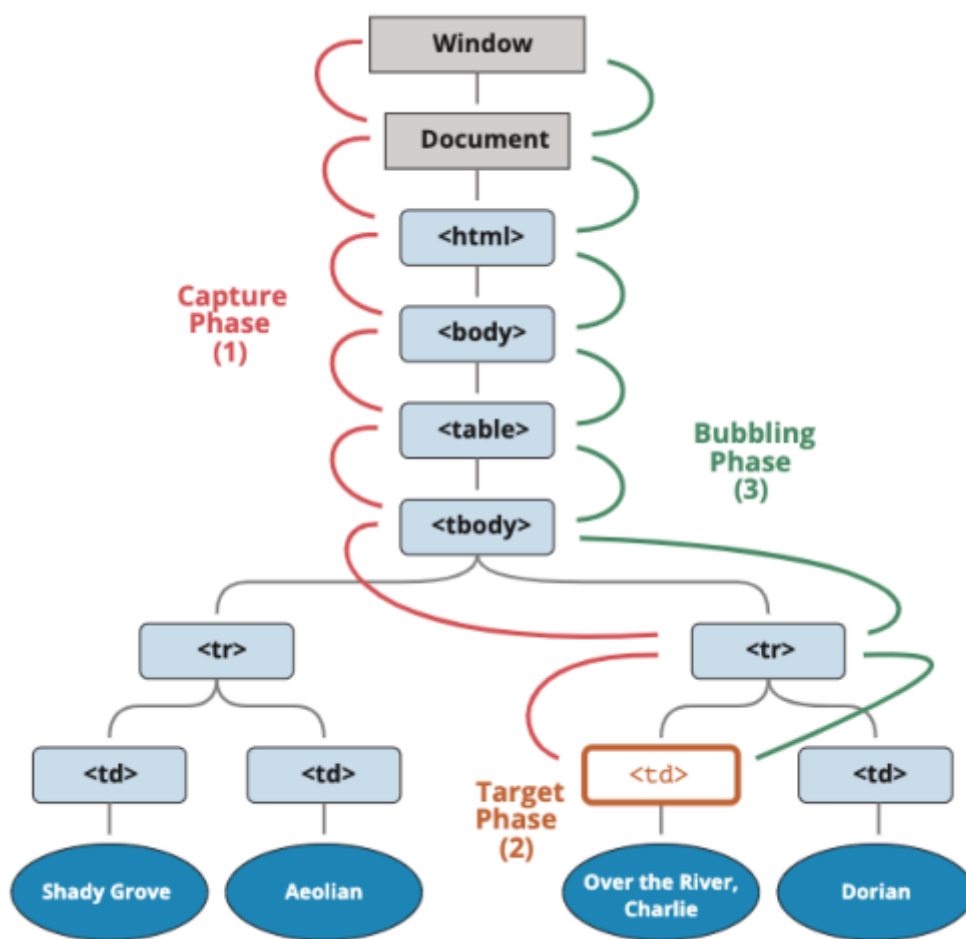 Window
Document
<html>
Capture
Phase
(1)
<body>
<table>
Bubbling
Phase
(3)
<tbody>
<tr>
<tr>
<td>
<td>
<td>
<td>
Target
Phase
(2)
Shady Grove
Aeolian
Over the River,
Charlie
Dorian